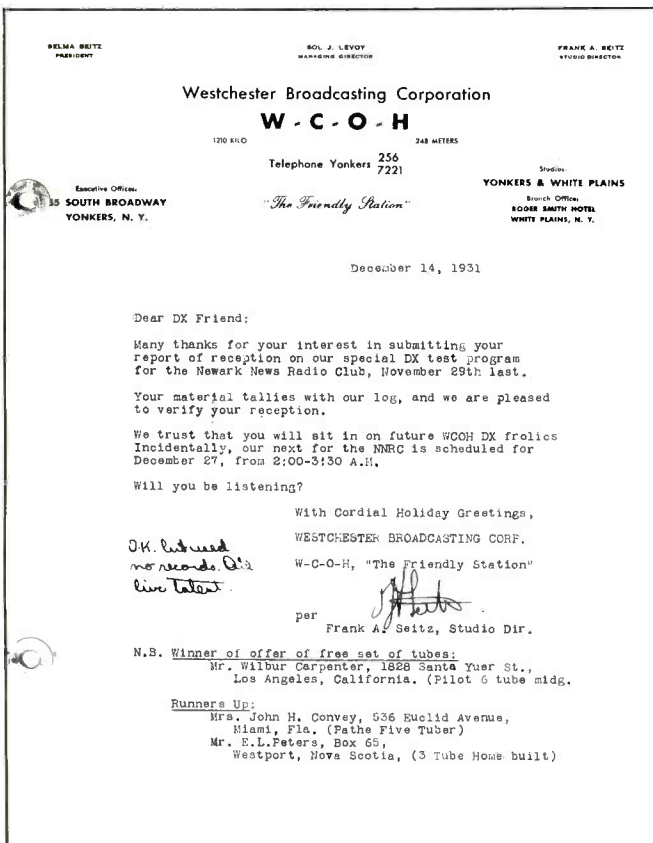 SELMA SEITZ
PRESIDENT
SOL J. LEVOY
MANAGING DIRECTOR
FRANK A. SEITZ
STUDIO DIRECTOR
Westchester Broadcasting Corporation
W - C - O - H
1210 KILO
248 METERS
Telephone Yonkers 256
7221
Executive Offices:
35 SOUTH BROADWAY
YONKERS, N. Y.
"The Friendly Station"
Studios
YONKERS & WHITE PLAINS
Branch Office:
ROGER SMITH HOTEL
WHITE PLAINS, N. Y.
December 14, 1931
Dear DX Friend:
Many thanks for your interest in submitting your
report of reception on our special DX test program
for the Newark News Radio Club, November 29th last.
Your material tallies with our log, and we are pleased
to verify your reception.
We trust that you will sit in on future WCOH DX frolics
Incidentally, our next for the NNRC is scheduled for
December 27, from 2:00-3:30 A.M.
Will you be listening?
With Cordial Holiday Greetings,
WESTCHESTER BROADCASTING CORP.
W-C-O-H, "The Friendly Station"
O.K. but used
no records. All
live talent.
per
Frank A. Seitz, Studio Dir.
N.B. Winner of offer of free set of tubes:
Mr. Wilbur Carpenter, 1828 Santa Yuer St.,
Los Angeles, California. (Pilot 6 tube midg.
Runners Up:
Mrs. John H. Convey, 536 Euclid Avenue,
Miami, Fla. (Pathe Five Tuber)
Mr. E.L.Peters, Box 65,
Westport, Nova Scotia, (3 Tube Home built)